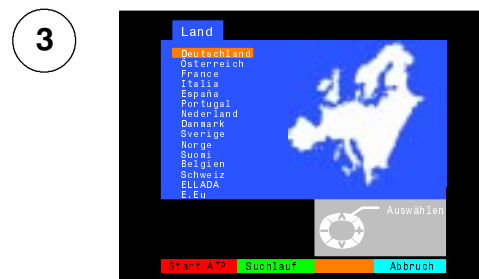 3
Land
Deutschland
Österreich
France
Italia
España
Portugal
Nederland
Danmark
Sverige
Norge
Suomi
Belgien
Schweiz
ELLADA
E.Eu
Auswählen
Start ATP Suchlauf Abbruch